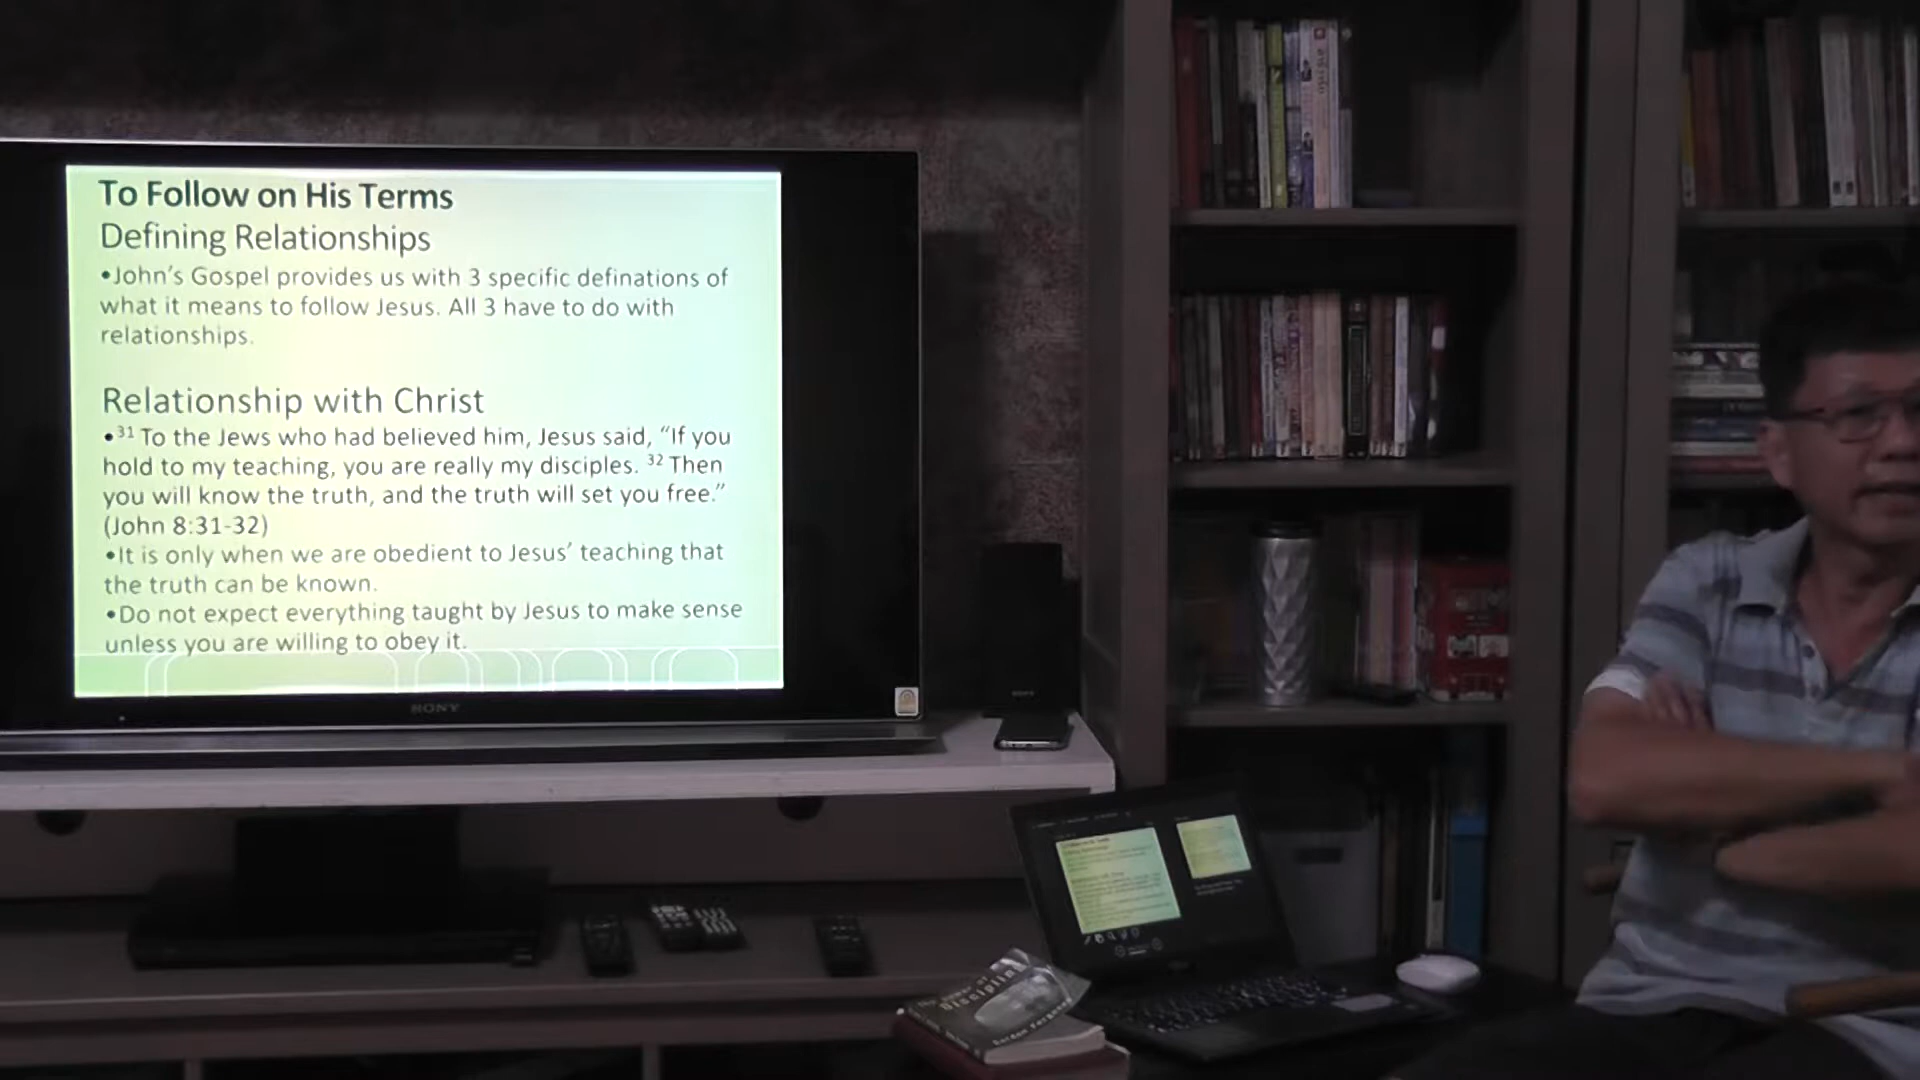 To Follow on His Terms
Defining Relationships
•John's Gospel provides us with 3 specific definations of
what it means to follow Jesus. All 3 have to do with
relationships.
Relationship with Christ
•31 To the Jews who had believed him, Jesus said, “If you
hold to my teaching, you are really my disciples. 32 Then
you will know the truth, and the truth will set you free.”
(John 8:31-32)
•It is only when we are obedient to Jesus’ teaching that
the truth can be known.
•Do not expect everything taught by Jesus to make sense
unless you are willing to obey it.
SONY
SONY